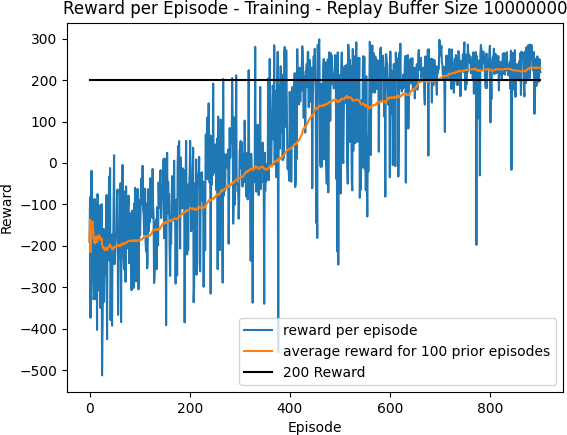 Reward per Episode - Training - Replay Buffer Size 10000000
300
200
100
0
−100
−200
−300
−400
−500
Reward
reward per episode
average reward for 100 prior episodes
200 Reward
0 200 400 600 800
Episode